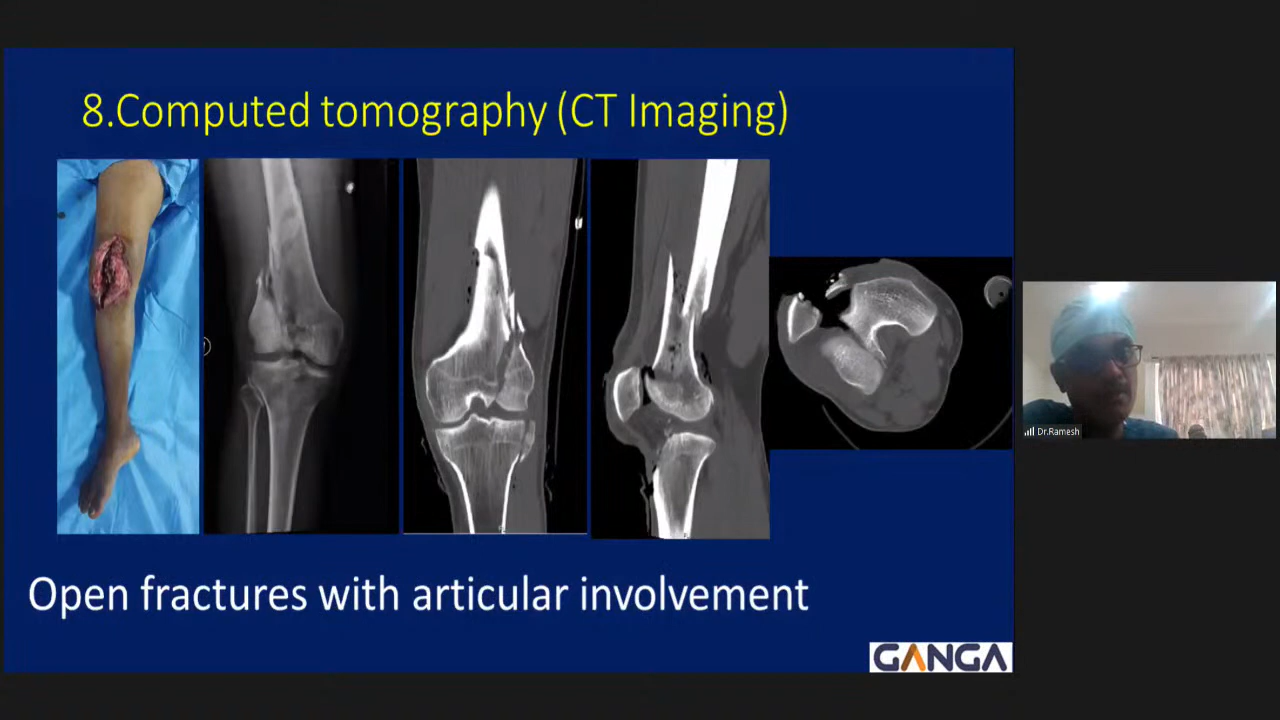 8.Computed tomography (CT Imaging)
Open fractures with articular involvement
GANGA
Dr.Ramesh